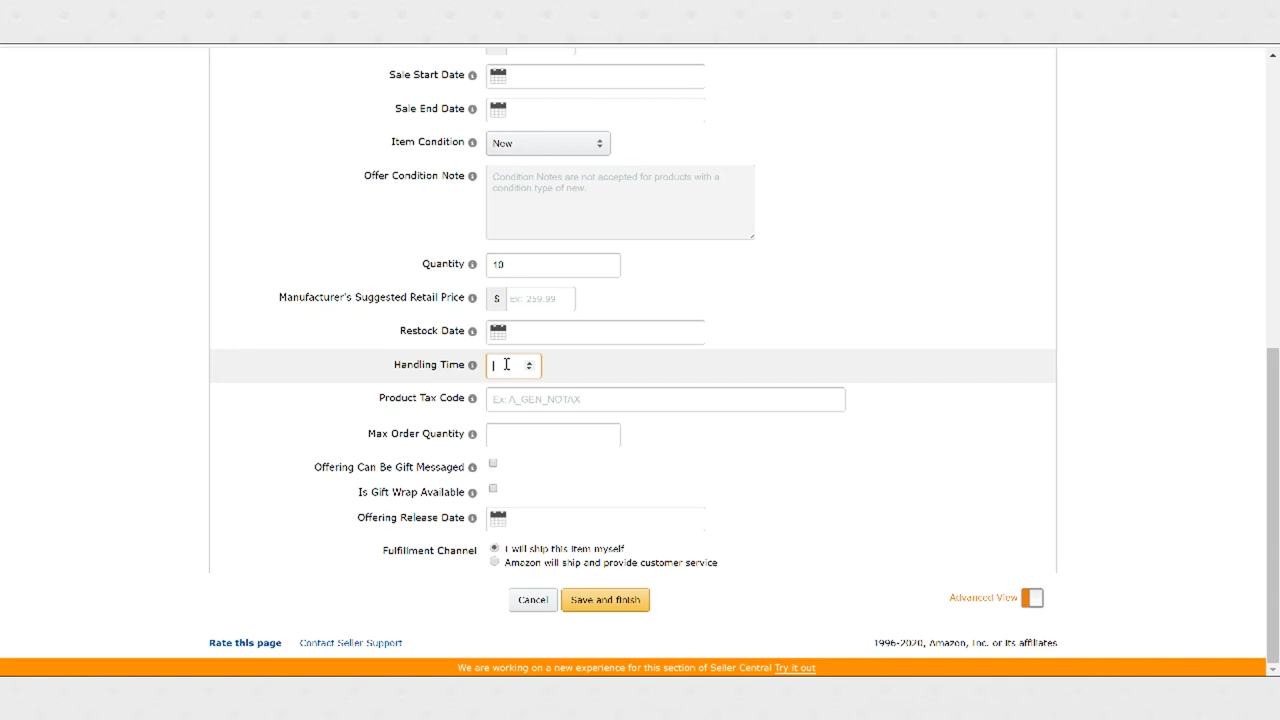 Sale Start Date
Sale End Date
Item Condition New
Offer Condition Note Condition Notes are not accepted for products with a
condition type of new.
Quantity 10
Manufacturer's Suggested Retail Price $ Ex: 259.99
Restock Date
Handling Time
Product Tax Code Ex: A_GEN_NOTAX
Max Order Quantity
Offering Can Be Gift Messaged
Is Gift Wrap Available
Offering Release Date
Fulfillment Channel I will ship this item myself
Amazon will ship and provide customer service
Cancel Save and finish Advanced View
Rate this page Contact Seller Support 1996-2020, Amazon, Inc. or its affiliates
We are working on a new experience for this section of Seller Central Try it out